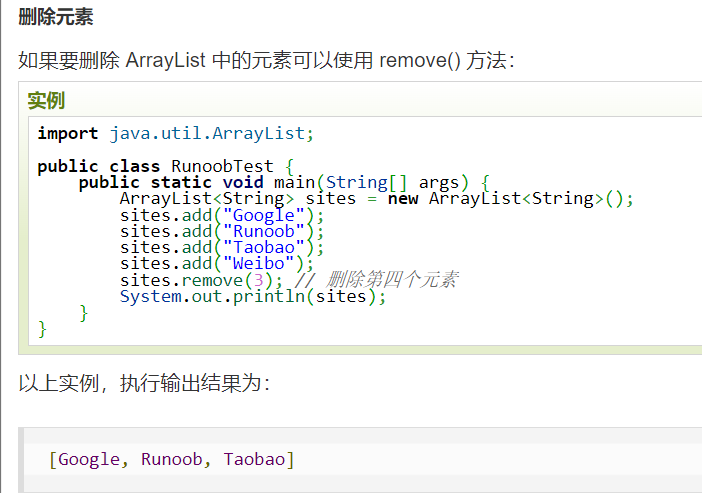 删除元素
如果要删除 ArrayList 中的元素可以使用 remove() 方法：
实例
import java.util.ArrayList;
public class RunoobTest {
    public static void main(String[] args) {
        ArrayList<String> sites = new ArrayList<String>();
        sites.add("Google");
        sites.add("Runoob");
        sites.add("Taobao");
        sites.add("Weibo");
        sites.remove(3); // 删除第四个元素
        System.out.println(sites);
    }
}
以上实例，执行输出结果为：
[Google, Runoob, Taobao]